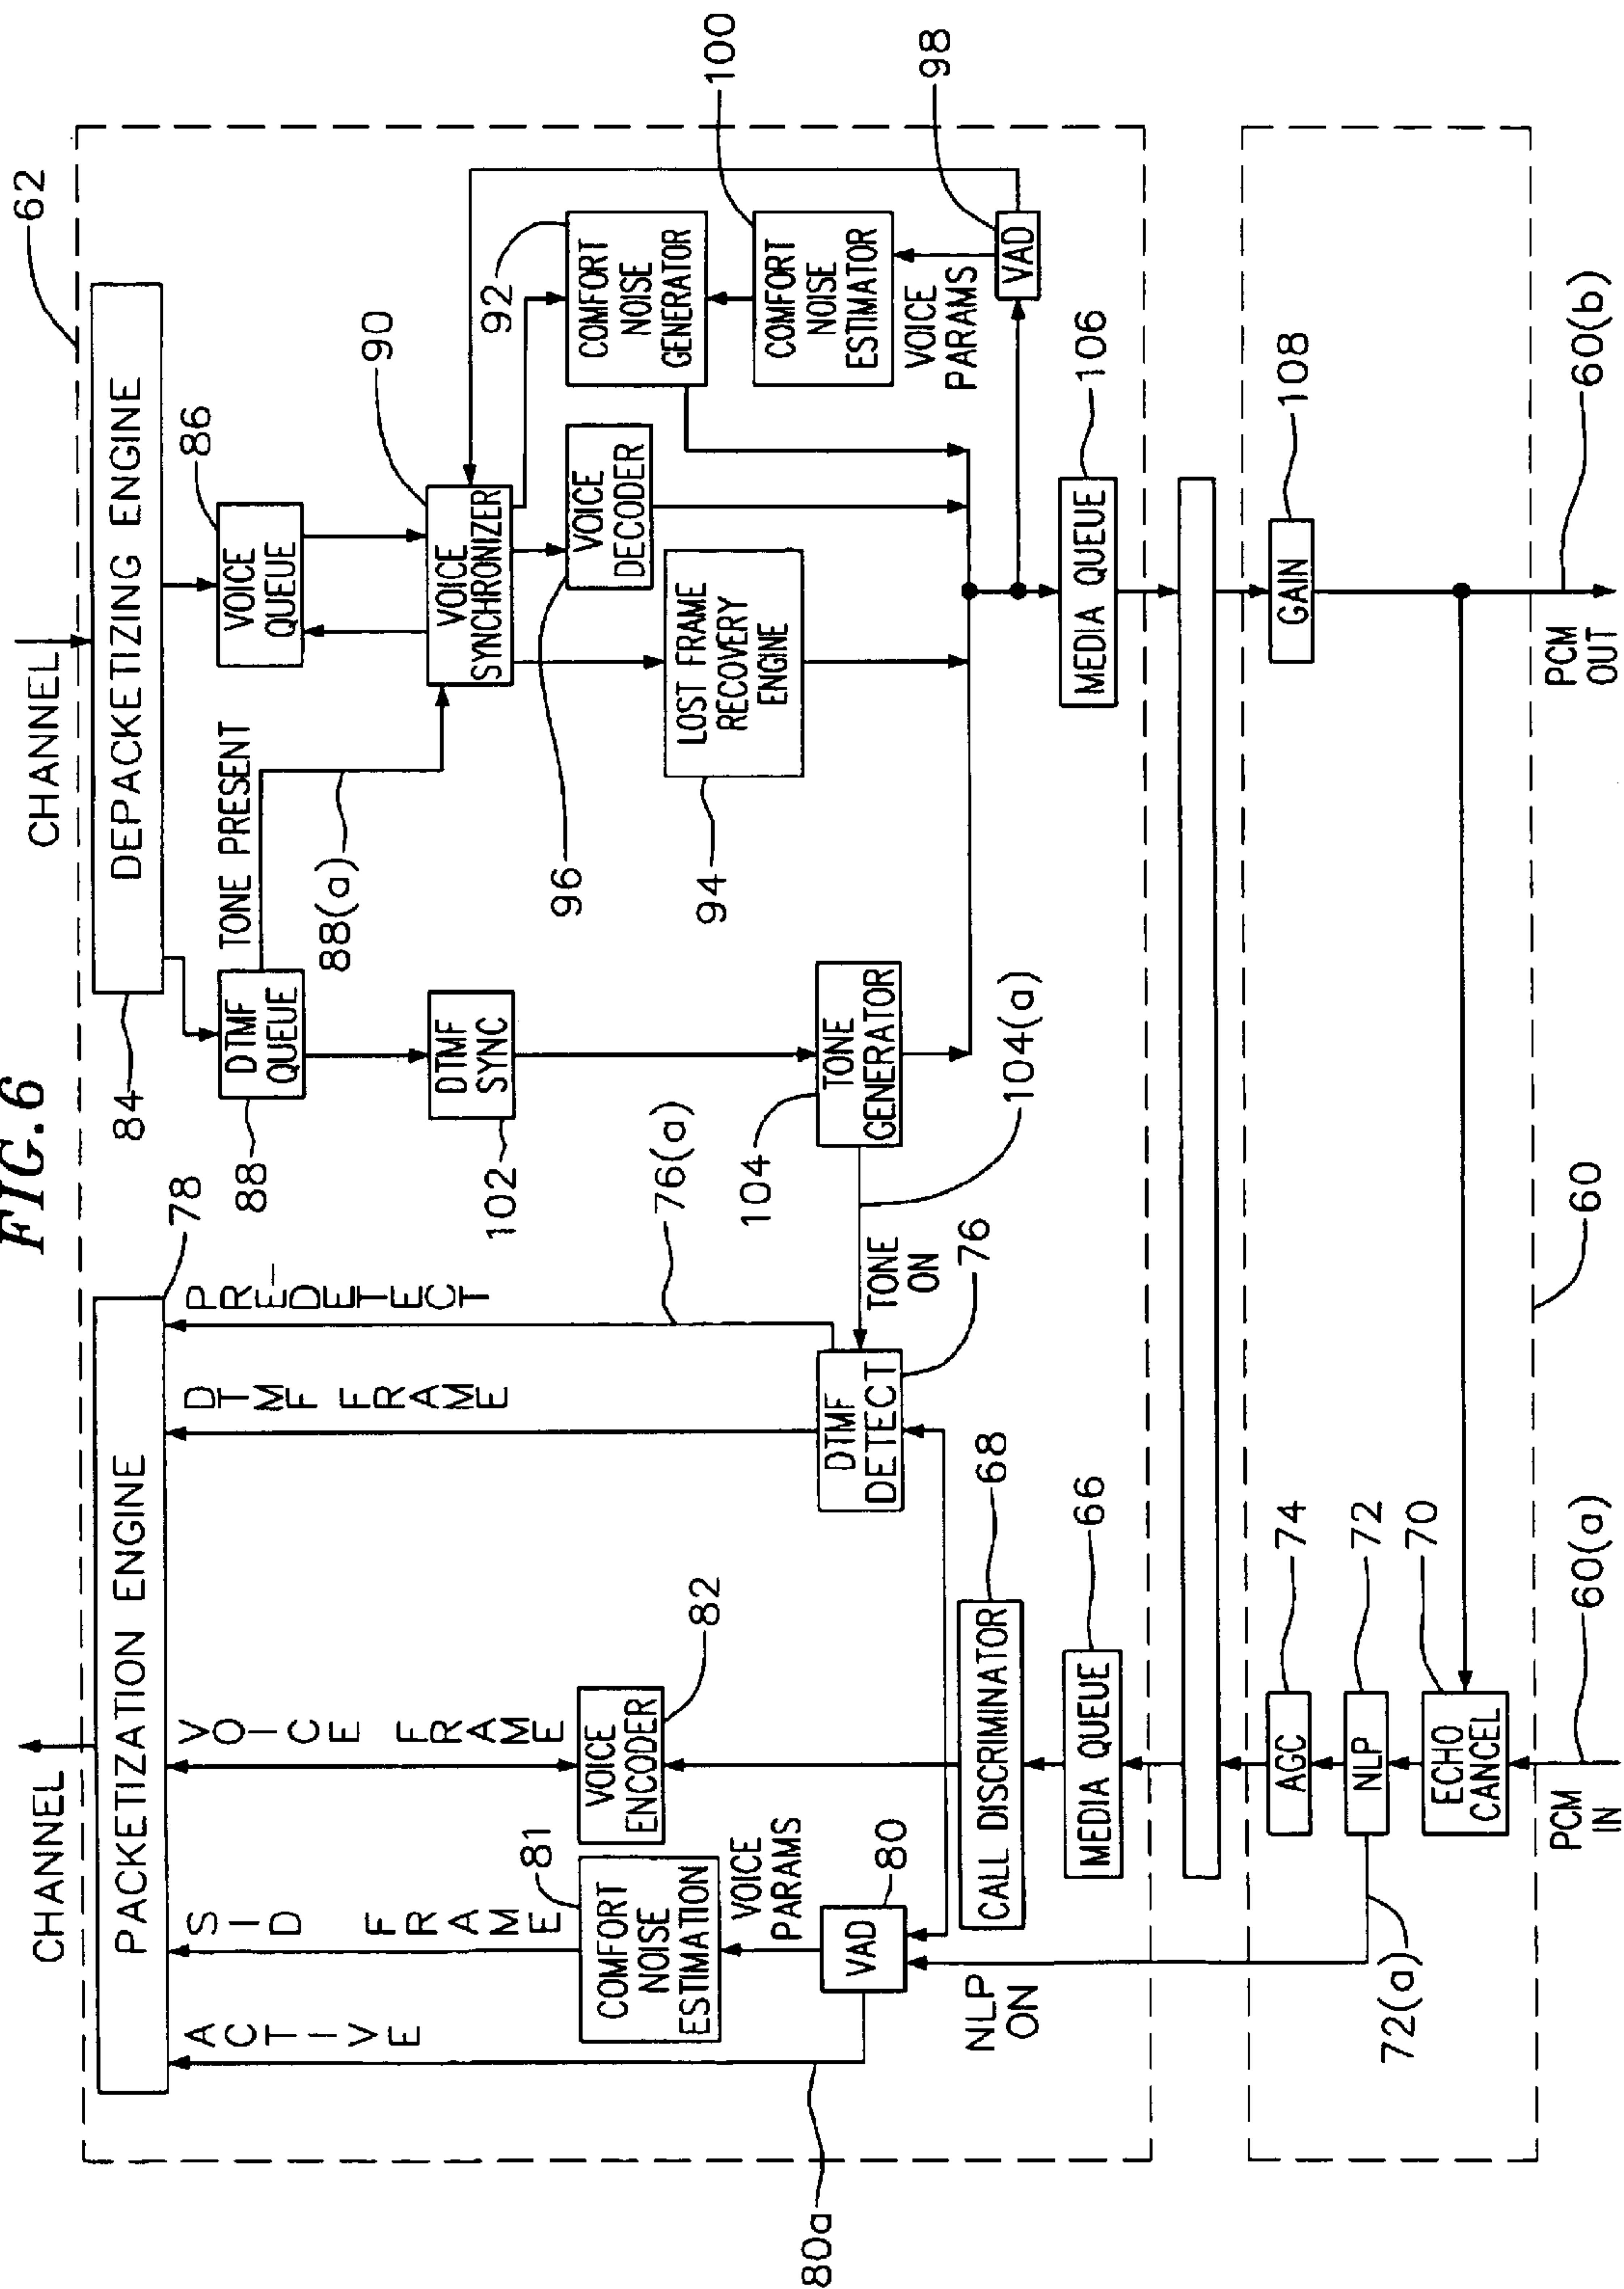 FIG. 6
CHANNEL
CHANNEL
62
PACKETIZATION ENGINE
78
84
DEPACKETIZING ENGINE
ACTIVE
SID FRAME
VOICE FRAME
DTMF FRAME
PREDETECT
88
DTMF
QUEUE
TONE PRESENT
88(a)
VOICE
QUEUE
86
80a
COMFORT
NOISE
ESTIMATION
81
VOICE
PARAMS
VOICE
ENCODER
82
76(a)
102
DTMF
SYNC
VOICE
SYNCHRONIZER
90
96
VOICE
DECODER
92
COMFORT
NOISE
GENERATOR
94
LOST FRAME
RECOVERY
ENGINE
COMFORT
NOISE
ESTIMATOR
100
VAD
80
DTMF
DETECT
76
TONE
ON
104
TONE
GENERATOR
104(a)
VOICE
PARAMS
VAD
98
NLP
ON
CALL DISCRIMINATOR
68
MEDIA QUEUE
66
MEDIA QUEUE
106
72(a)
AGC
74
NLP
72
ECHO
CANCEL
70
GAIN
108
60
PCM
IN
60(a)
PCM
OUT
60(b)